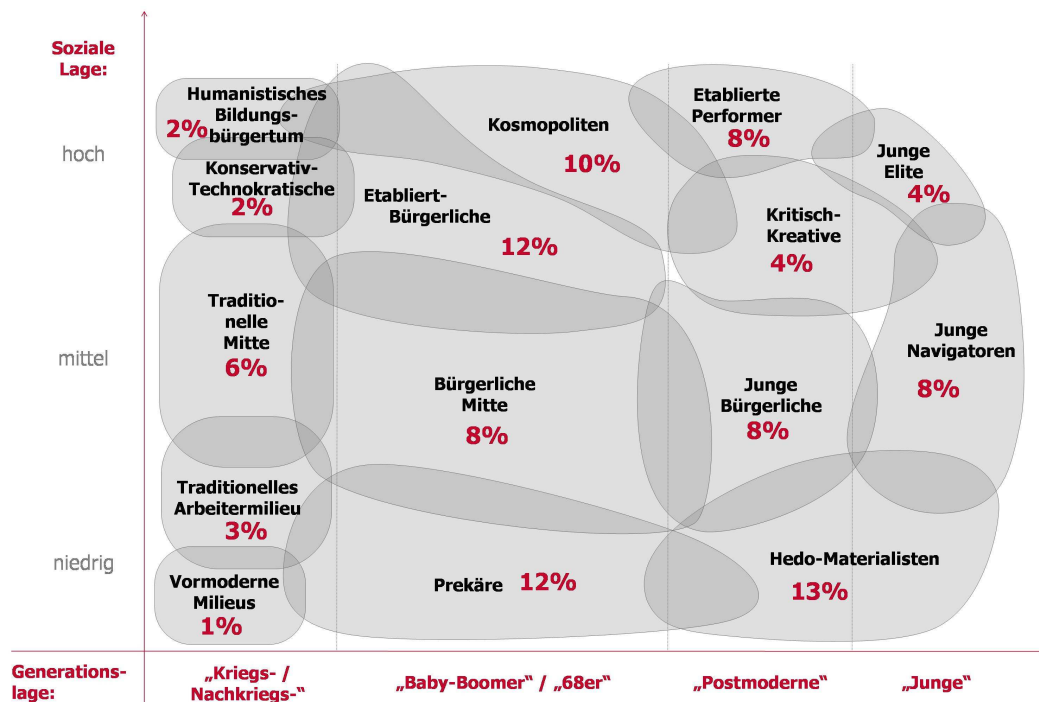 Soziale
Lage:
hoch
mittel
niedrig
Humanistisches
Bildungs-
bürgertum
2%
Konservativ-
Technokratische
2%
Traditio-
nelle
Mitte
6%
Traditionelles
Arbeitermilieu
3%
Vormoderne
Milieus
1%
Kosmopoliten
10%
Etabliert-
Bürgerliche
12%
Bürgerliche
Mitte
8%
Prekäre 12%
Etablierte
Performer
8%
Kritisch-
Kreative
4%
Junge
Bürgerliche
8%
Hedo-Materialisten
13%
Junge
Elite
4%
Junge
Navigatoren
8%
Generations-
lage:
„Kriegs- /
Nachkriegs-“
„Baby-Boomer“ / „68er“
„Postmoderne“
„Junge“